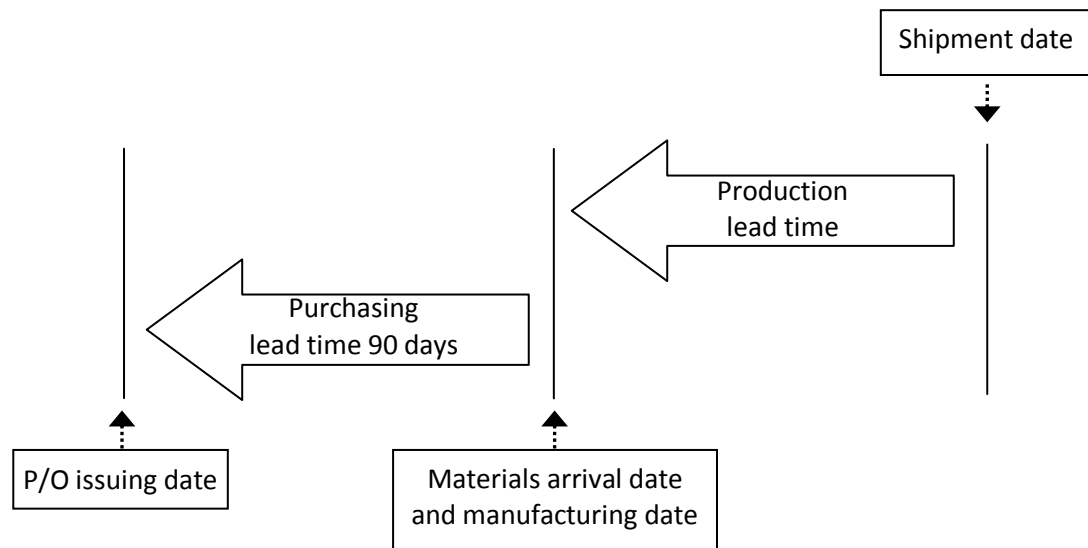 Shipment date
Production
lead time
Purchasing
lead time 90 days
P/O issuing date
Materials arrival date
and manufacturing date